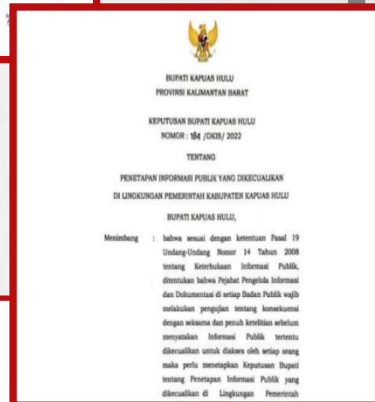 BUPATI KAPUAS HULU
PROVINSI KALIMANTAN BARAT
KEPUTUSAN BUPATI KAPUAS HULU
NOMOR : 184 /DKIS/ 2022
TENTANG
PENETAPAN INFORMASI PUBLIK YANG DIKECUALIKAN
DI LINGKUNGAN PEMERINTAH KABUPATEN KAPUAS HULU
BUPATI KAPUAS HULU,
Menimbang : bahwa sesuai dengan ketentuan Pasal 19
Undang-Undang Nomor 14 Tahun 2008
tentang Keterbukaan Informasi Publik,
ditentukan bahwa Pejabat Pengelola Informasi
dan Dokumentasi di setiap Badan Publik wajib
melakukan pengujian tentang konsekuensi
dengan seksama dan penuh ketelitian sebelum
menyatakan Informasi Publik tertentu
dikecualikan untuk diakses oleh setiap orang
maka perlu menetapkan Keputusan Bupati
tentang Penetapan Informasi Publik yang
dikecualikan di Lingkungan Pemerintah